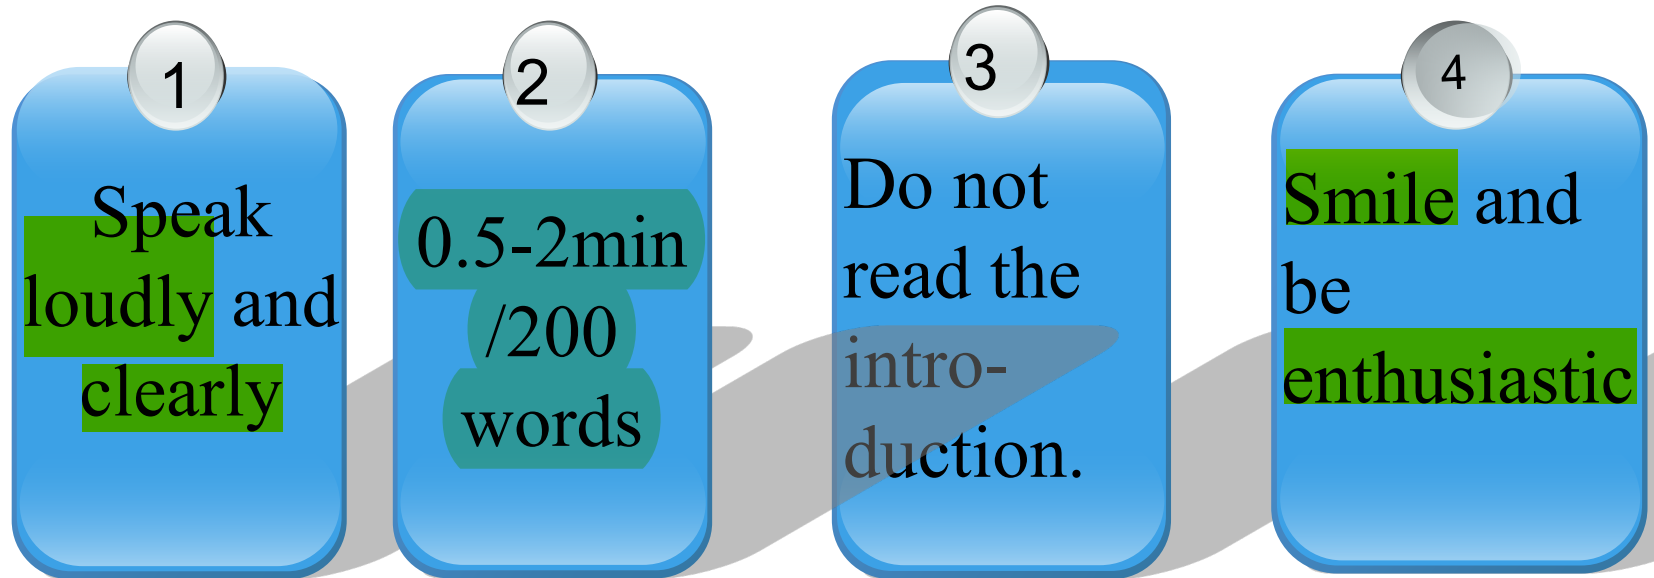 1
Speak
loudly and
clearly
2
0.5-2min
/200
words
3
Do not
read the
intro-
duction.
4
Smile and
be
enthusiastic